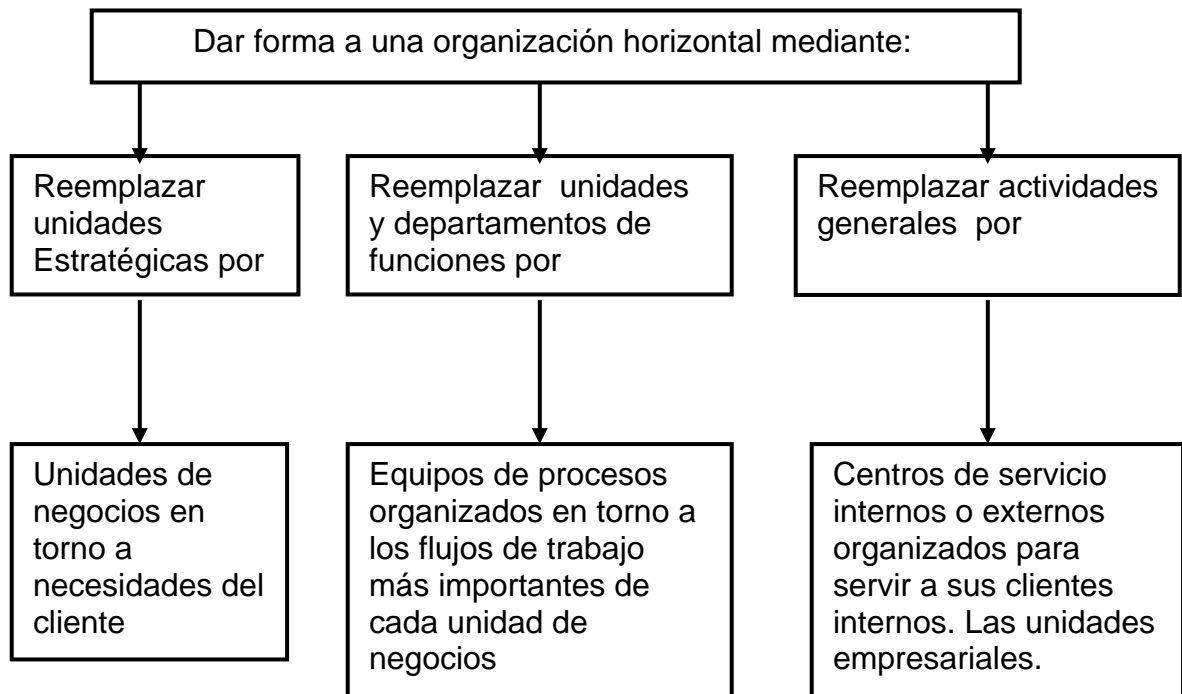 Dar forma a una organización horizontal mediante:
Reemplazar
unidades
Estratégicas por
Reemplazar unidades
y departamentos de
funciones por
Reemplazar actividades
generales por
Unidades de
negocios en
torno a
necesidades del
cliente
Equipos de procesos
organizados en torno a
los flujos de trabajo
más importantes de
cada unidad de
negocios
Centros de servicio
internos o externos
organizados para
servir a sus clientes
internos. Las unidades
empresariales.